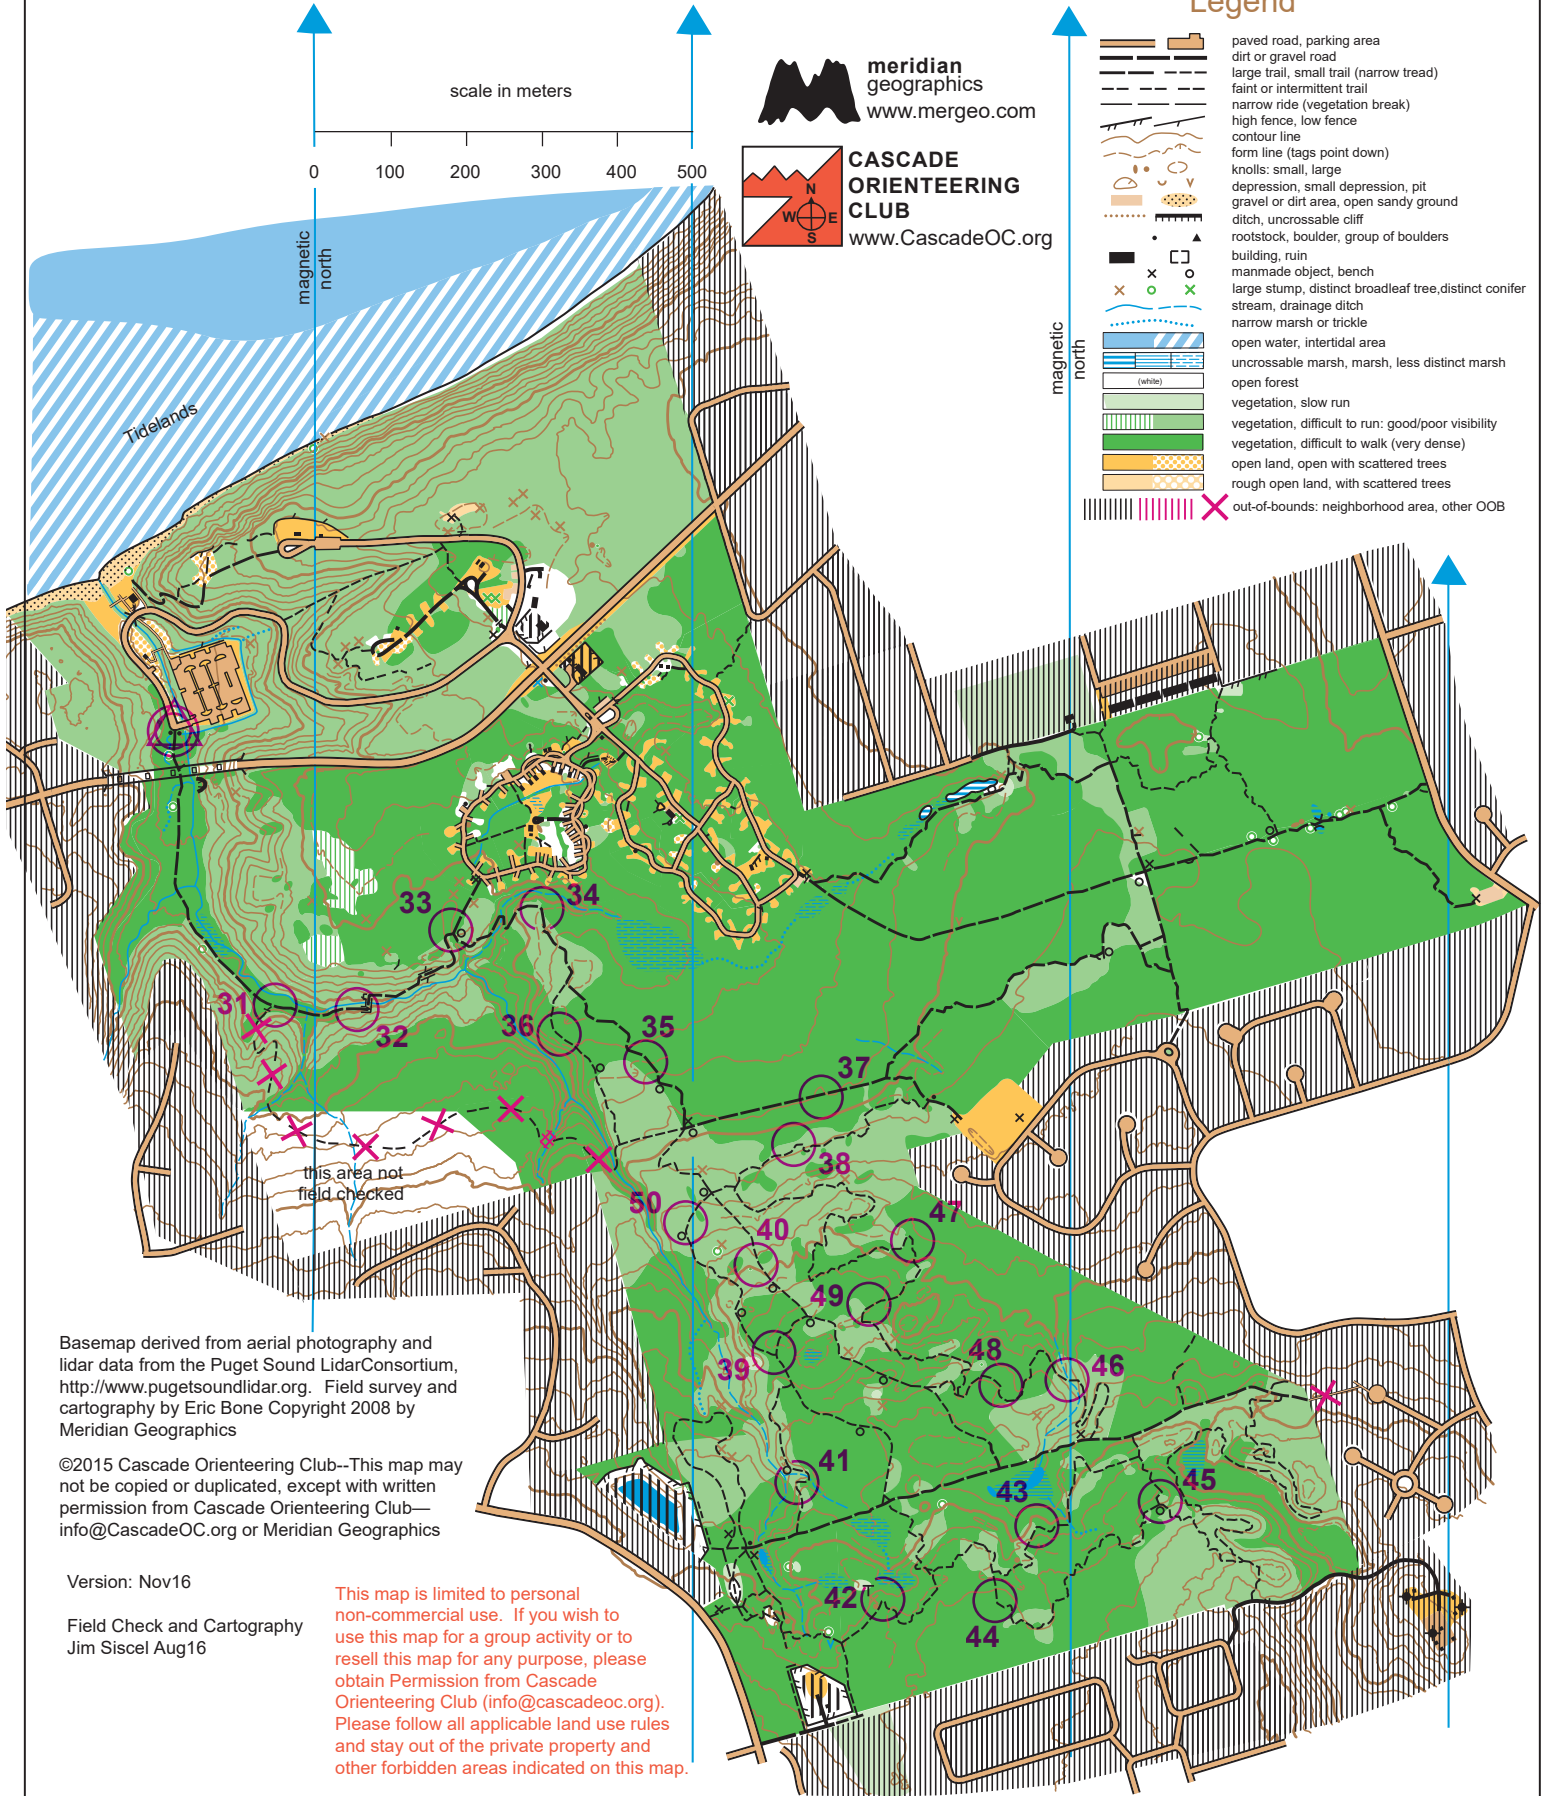 Legend
scale in meters
0 100 200 300 400 500
magnetic
north
meridian
geographics
www.mergeo.com
CASCADE
ORIENTEERING
CLUB
www.CascadeOC.org
N
W E
S
paved road, parking area
dirt or gravel road
large trail, small trail (narrow tread)
faint or intermittent trail
narrow ride (vegetation break)
high fence, low fence
contour line
form line (tags point down)
knolls: small, large
depression, small depression, pit
gravel or dirt area, open sandy ground
ditch, uncrossable cliff
rootstock, boulder, group of boulders
building, ruin
manmade object, bench
large stump, distinct broadleaf tree,distinct conifer
stream, drainage ditch
narrow marsh or trickle
open water, intertidal area
uncrossable marsh, marsh, less distinct marsh
(white)
open forest
vegetation, slow run
vegetation, difficult to run: good/poor visibility
vegetation, difficult to walk (very dense)
open land, open with scattered trees
rough open land, with scattered trees
out-of-bounds: neighborhood area, other OOB
magnetic
north
Tidelands
33
34
31
32
36
35
37
38
this area not
field checked
50
40
47
49
39
48
46
41
43
45
42
44
Basemap derived from aerial photography and
lidar data from the Puget Sound LidarConsortium,
http://www.pugetsoundlidar.org. Field survey and
cartography by Eric Bone Copyright 2008 by
Meridian Geographics
©2015 Cascade Orienteering Club--This map may
not be copied or duplicated, except with written
permission from Cascade Orienteering Club—
info@CascadeOC.org or Meridian Geographics
Version: Nov16
Field Check and Cartography
Jim Siscel Aug16
This map is limited to personal
non-commercial use. If you wish to
use this map for a group activity or to
resell this map for any purpose, please
obtain Permission from Cascade
Orienteering Club (info@cascadeoc.org).
Please follow all applicable land use rules
and stay out of the private property and
other forbidden areas indicated on this map.